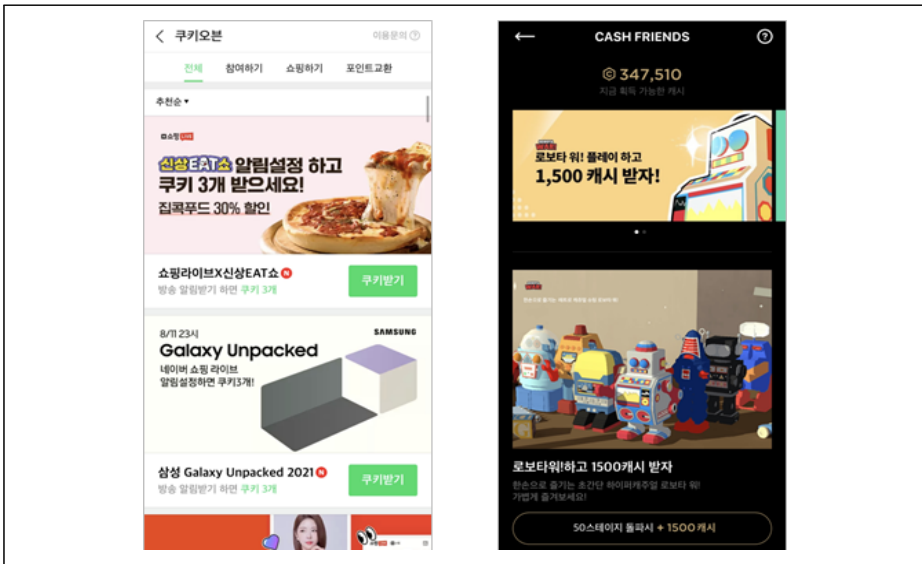 쿠키오븐
이용문의 ?
전체 참여하기 쇼핑하기 포인트교환
추천순 ▾
신상EAT쇼 알림설정 하고
쿠키 3개 받으세요!
집콕푸드 30% 할인
쇼핑라이브X신상EAT쇼 N
방송 알림받기 하면 쿠키 3개
쿠키받기
8/11 23시
SAMSUNG
Galaxy Unpacked
네이버 쇼핑 라이브
알림설정하면 쿠키3개!
삼성 Galaxy Unpacked 2021 N
방송 알림받기 하면 쿠키 3개
쿠키받기
CASH FRIENDS
?
347,510
지금 획득 가능한 캐시
로보타 워! 플레이 하고
1,500 캐시 받자!
로보타워!하고 1500캐시 받자
한손으로 즐기는 초간단 하이퍼캐주얼 로보타 워!
가볍게 즐겨보세요!
50스테이지 돌파시 + 1500 캐시